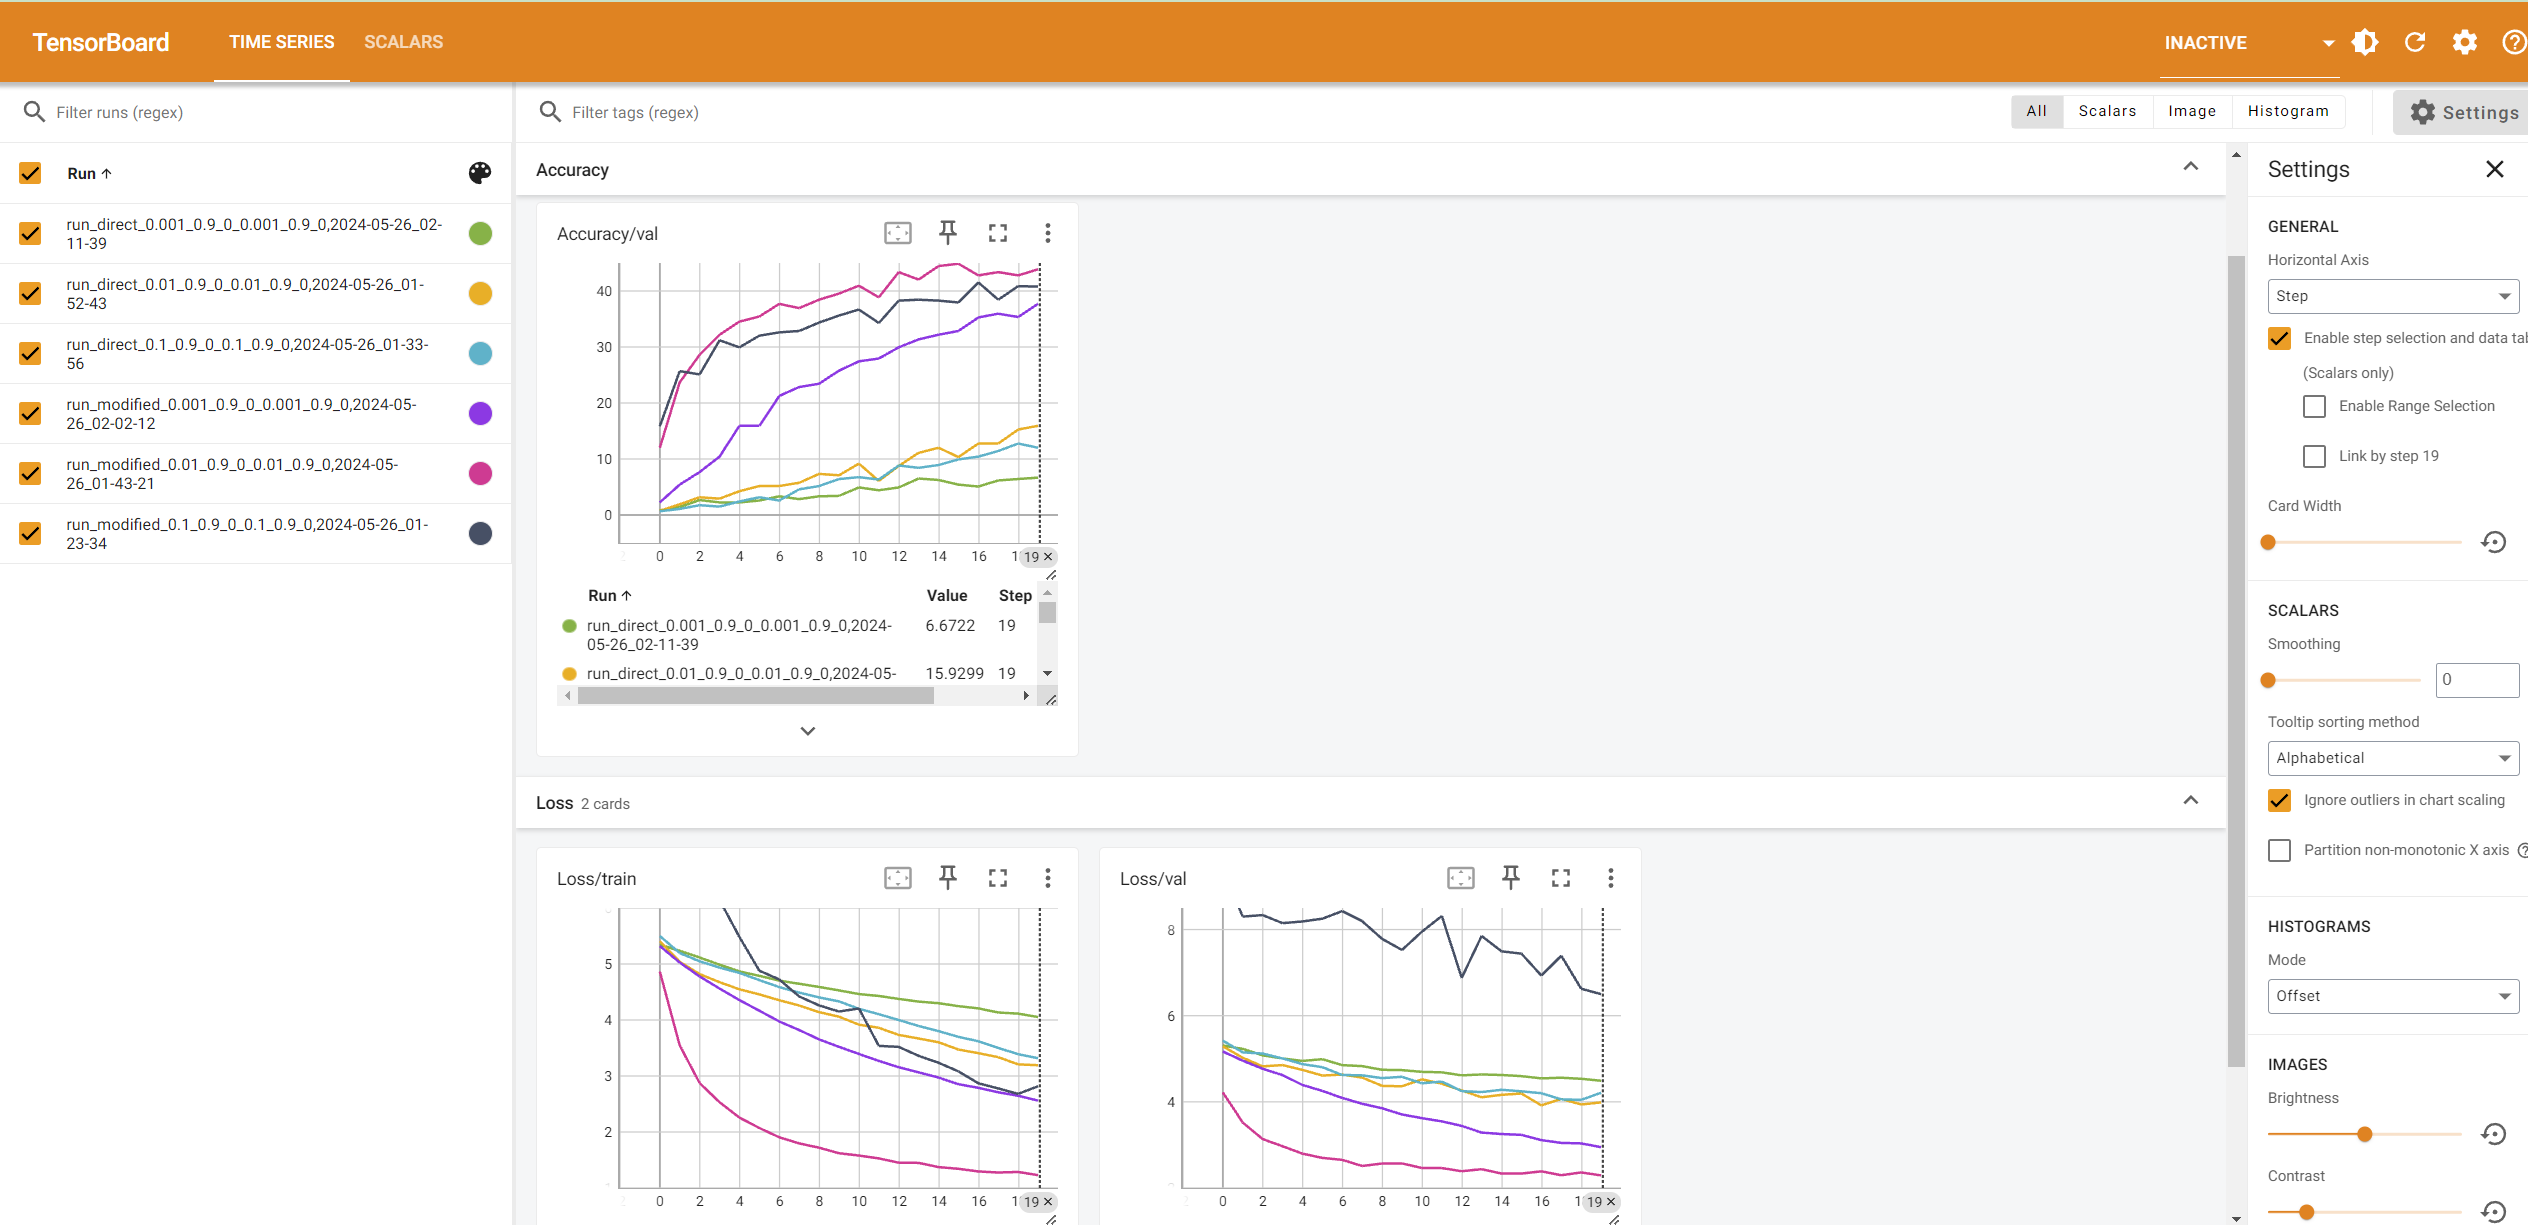 TensorBoard
TIME SERIES
SCALARS
INACTIVE
Filter runs (regex)
Filter tags (regex)
All
Scalars
Image
Histogram
Settings
Run
run_direct_0.001_0.9_0_0.001_0.9_0,2024-05-26_02-
11-39
run_direct_0.01_0.9_0_0.01_0.9_0,2024-05-26_01-
52-43
run_direct_0.1_0.9_0_0.1_0.9_0,2024-05-26_01-33-
56
run_modified_0.001_0.9_0_0.001_0.9_0,2024-05-
26_02-02-12
run_modified_0.01_0.9_0_0.01_0.9_0,2024-05-
26_01-43-21
run_modified_0.1_0.9_0_0.1_0.9_0,2024-05-26_01-
23-34
Accuracy
Accuracy/val
40
30
20
10
0
0 2 4 6 8 10 12 14 16 1 19
Run Value Step
run_direct_0.001_0.9_0_0.001_0.9_0,2024- 6.6722 19
05-26_02-11-39
run_direct_0.01_0.9_0_0.01_0.9_0,2024-05- 15.9299 19
Loss 2 cards
Loss/train
5
4
3
2
0 2 4 6 8 10 12 14 16 1 19
Loss/val
8
6
4
0 2 4 6 8 10 12 14 16 1 19
Settings
GENERAL
Horizontal Axis
Step
Enable step selection and data tab
(Scalars only)
Enable Range Selection
Link by step 19
Card Width
SCALARS
Smoothing
0
Tooltip sorting method
Alphabetical
Ignore outliers in chart scaling
Partition non-monotonic X axis
HISTOGRAMS
Mode
Offset
IMAGES
Brightness
Contrast